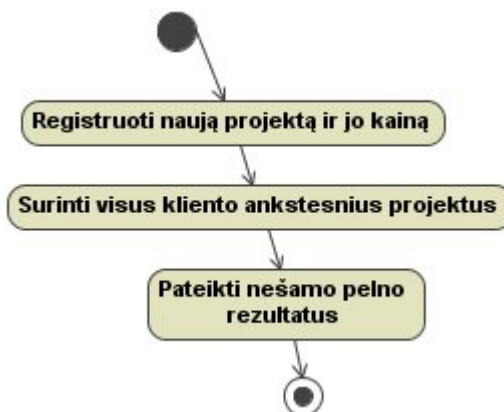 Registruoti naują projektą ir jo kainą
Surinti visus kliento ankstesnius projektus
Pateikti nešamo pelno
rezultatus